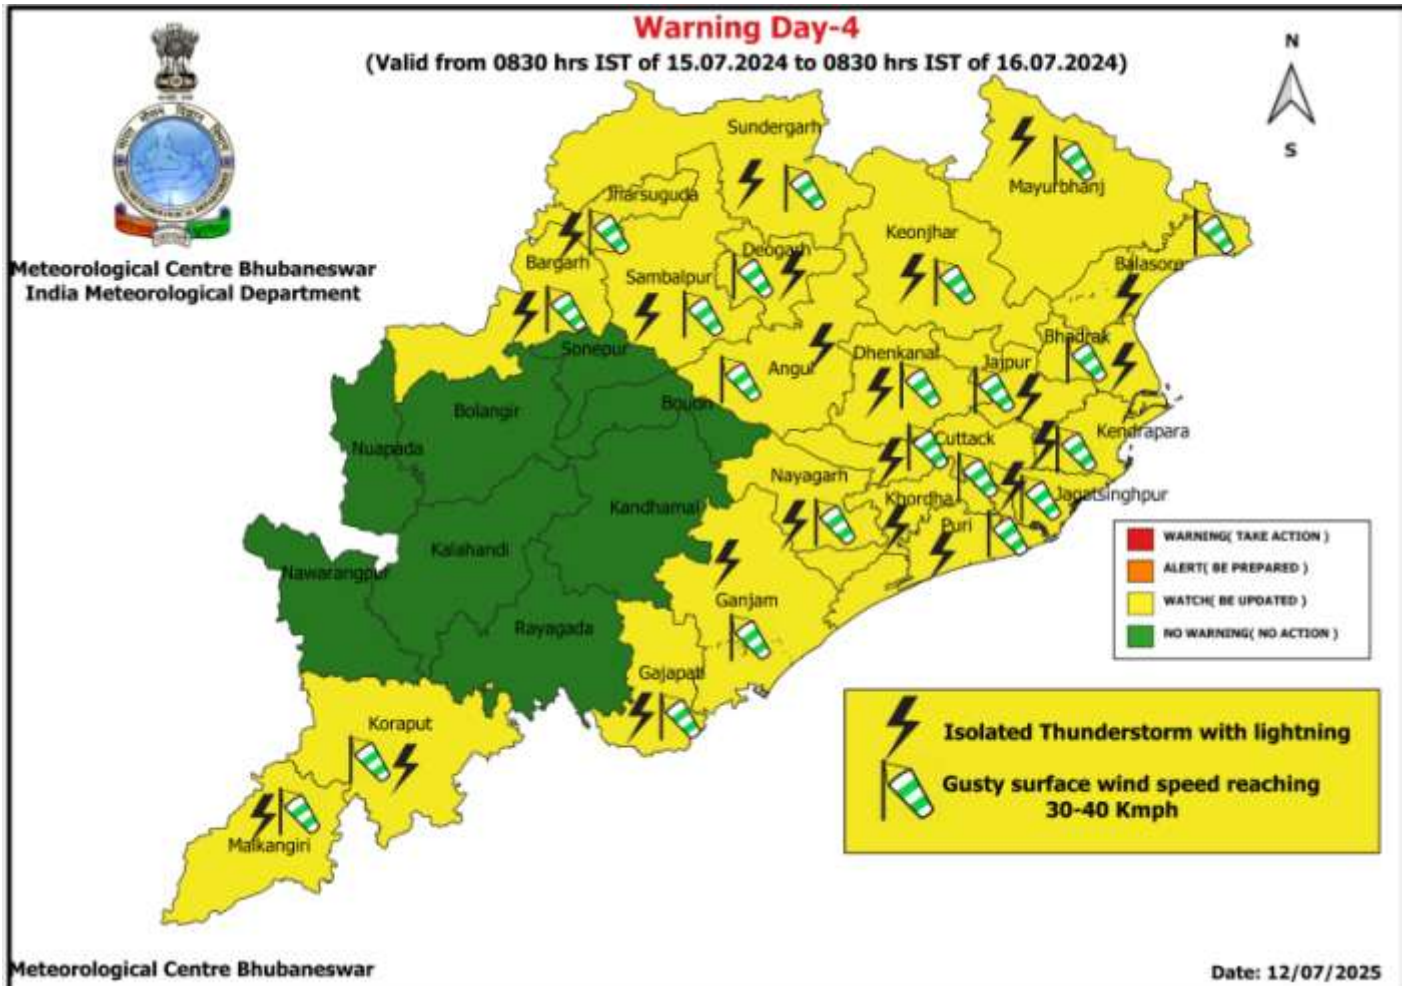 Warning Day-4
(Valid from 0830 hrs IST of 15.07.2024 to 0830 hrs IST of 16.07.2024)
N
S
Meteorological Centre Bhubaneswar
India Meteorological Department
Sundergarh
Mayurbhanj
Jharsuguda
Keonjhar
Deogarh
Balasore
Bargarh
Sambalpur
Bhadrak
Sonepur
Dhenkanal
Jajpur
Angul
Bolangir
Boudh
Kendrapara
Cuttack
Nuapada
Nayagarh
Khordha
Jagatsinghpur
Kandhamal
Puri
Kalahandi
Nawarangpur
Ganjam
Rayagada
Gajapati
Koraput
Malkangiri
WARNING( TAKE ACTION )
ALERT( BE PREPARED )
WATCH( BE UPDATED )
NO WARNING( NO ACTION )
Isolated Thunderstorm with lightning
Gusty surface wind speed reaching
30-40 Kmph
Meteorological Centre Bhubaneswar
Date: 12/07/2025